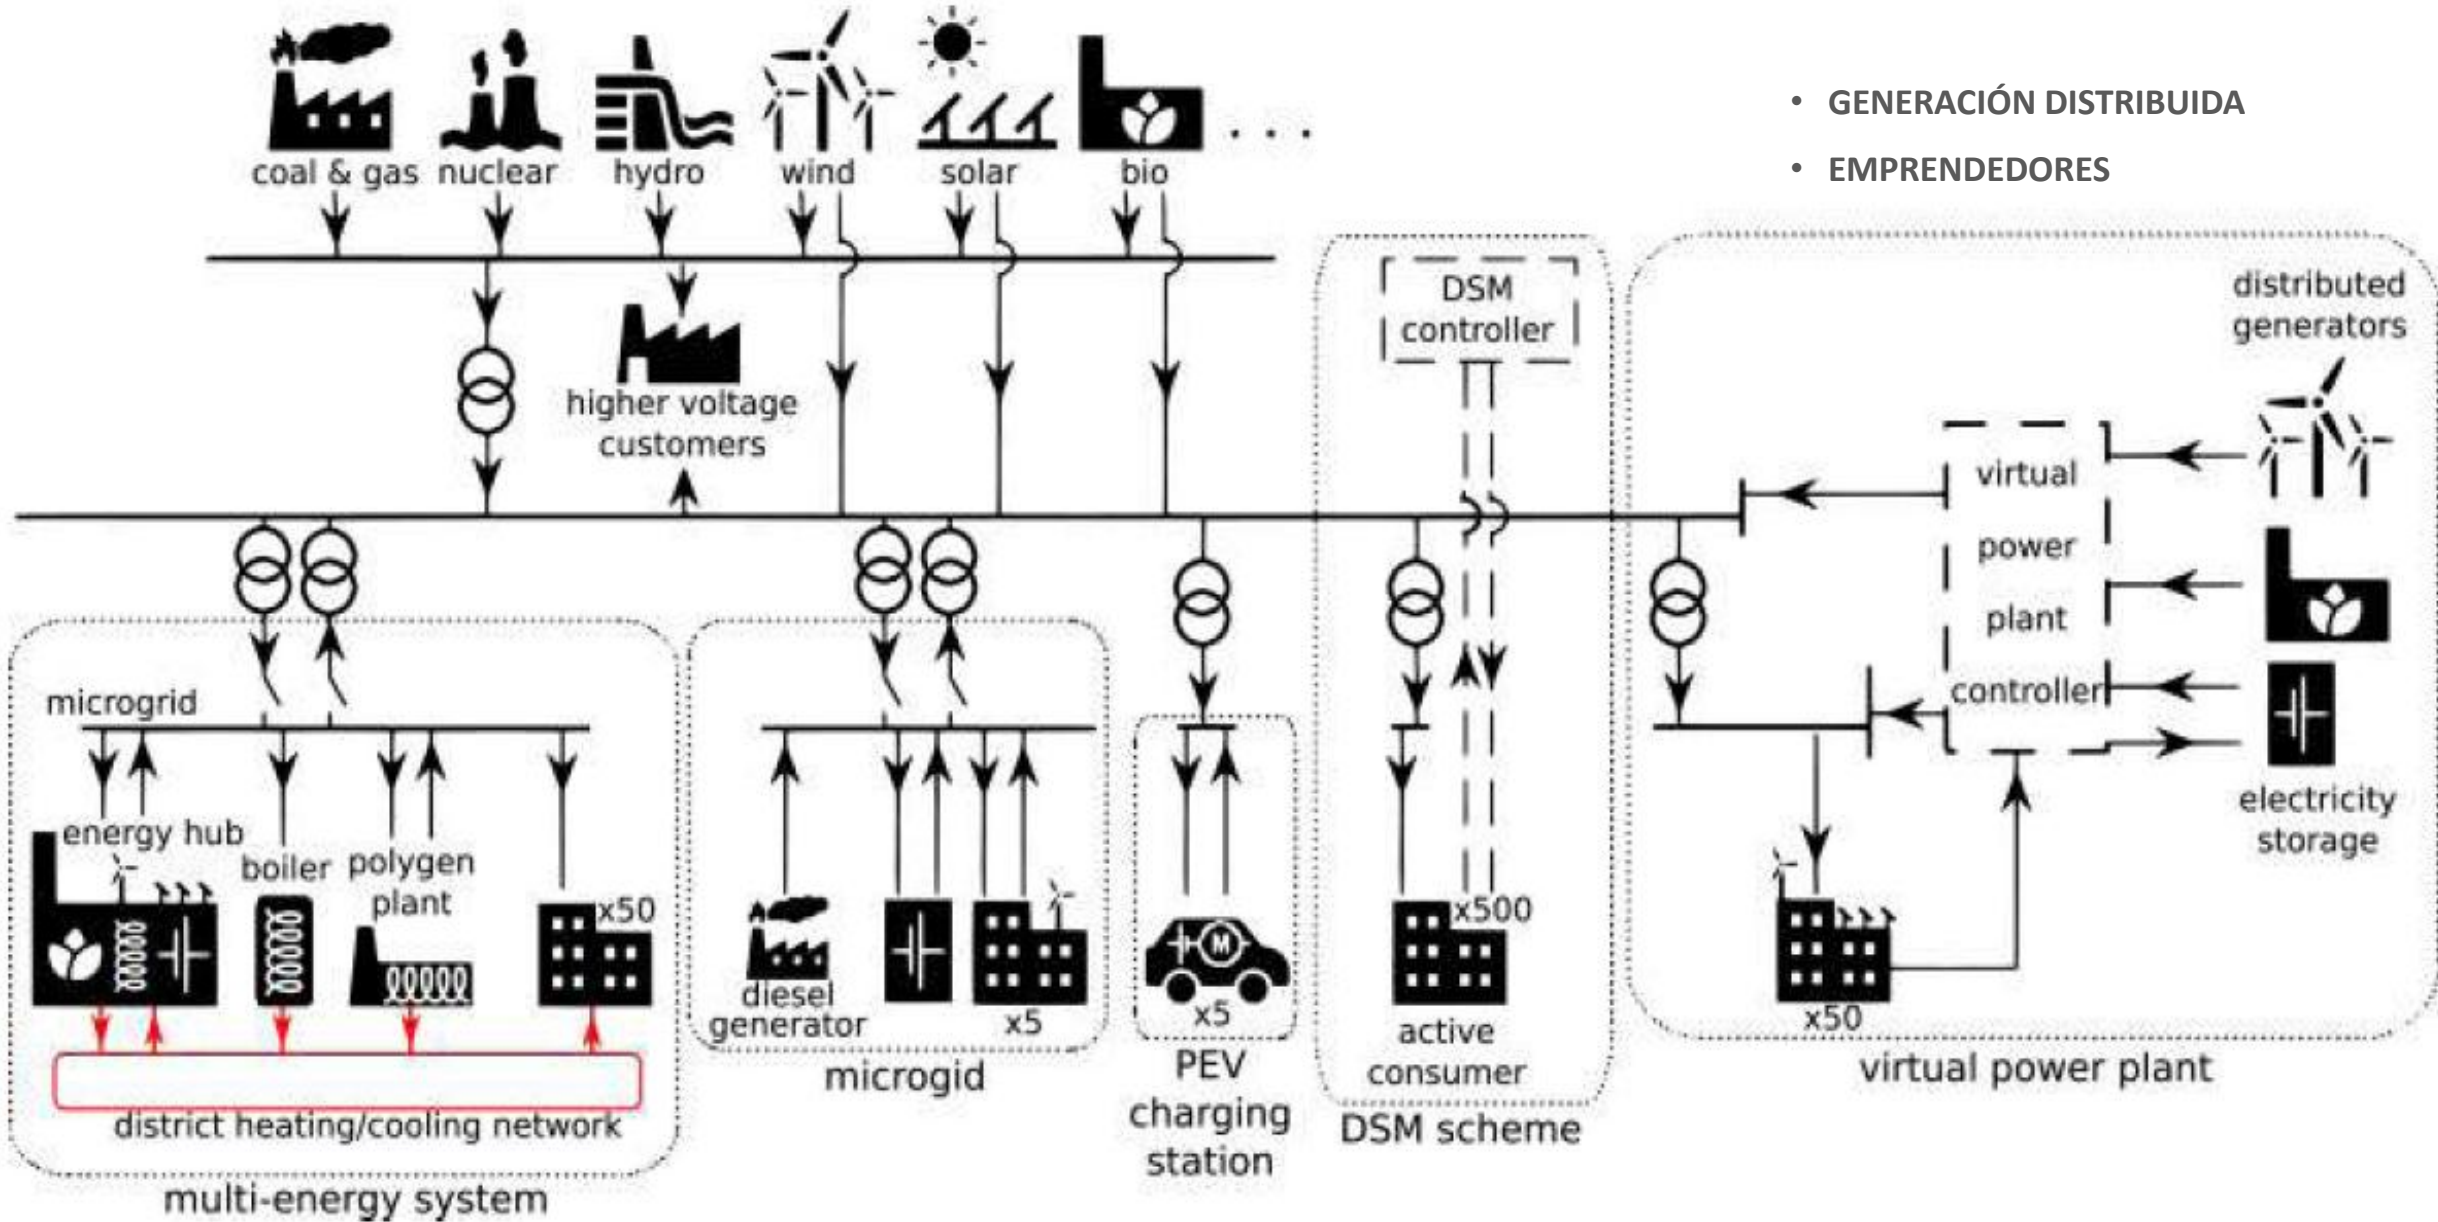 coal & gas
nuclear
hydro
wind
solar
bio
. . .
• GENERACIÓN DISTRIBUIDA
• EMPRENDEDORES
higher voltage
customers
DSM
controller
distributed
generators
virtual
power
plant
controller
electricity
storage
microgrid
energy hub
boiler
polygen
plant
x50
district heating/cooling network
multi-energy system
diesel
generator
x5
microgid
M
x5
PEV
charging
station
x500
active
consumer
DSM scheme
x50
virtual power plant